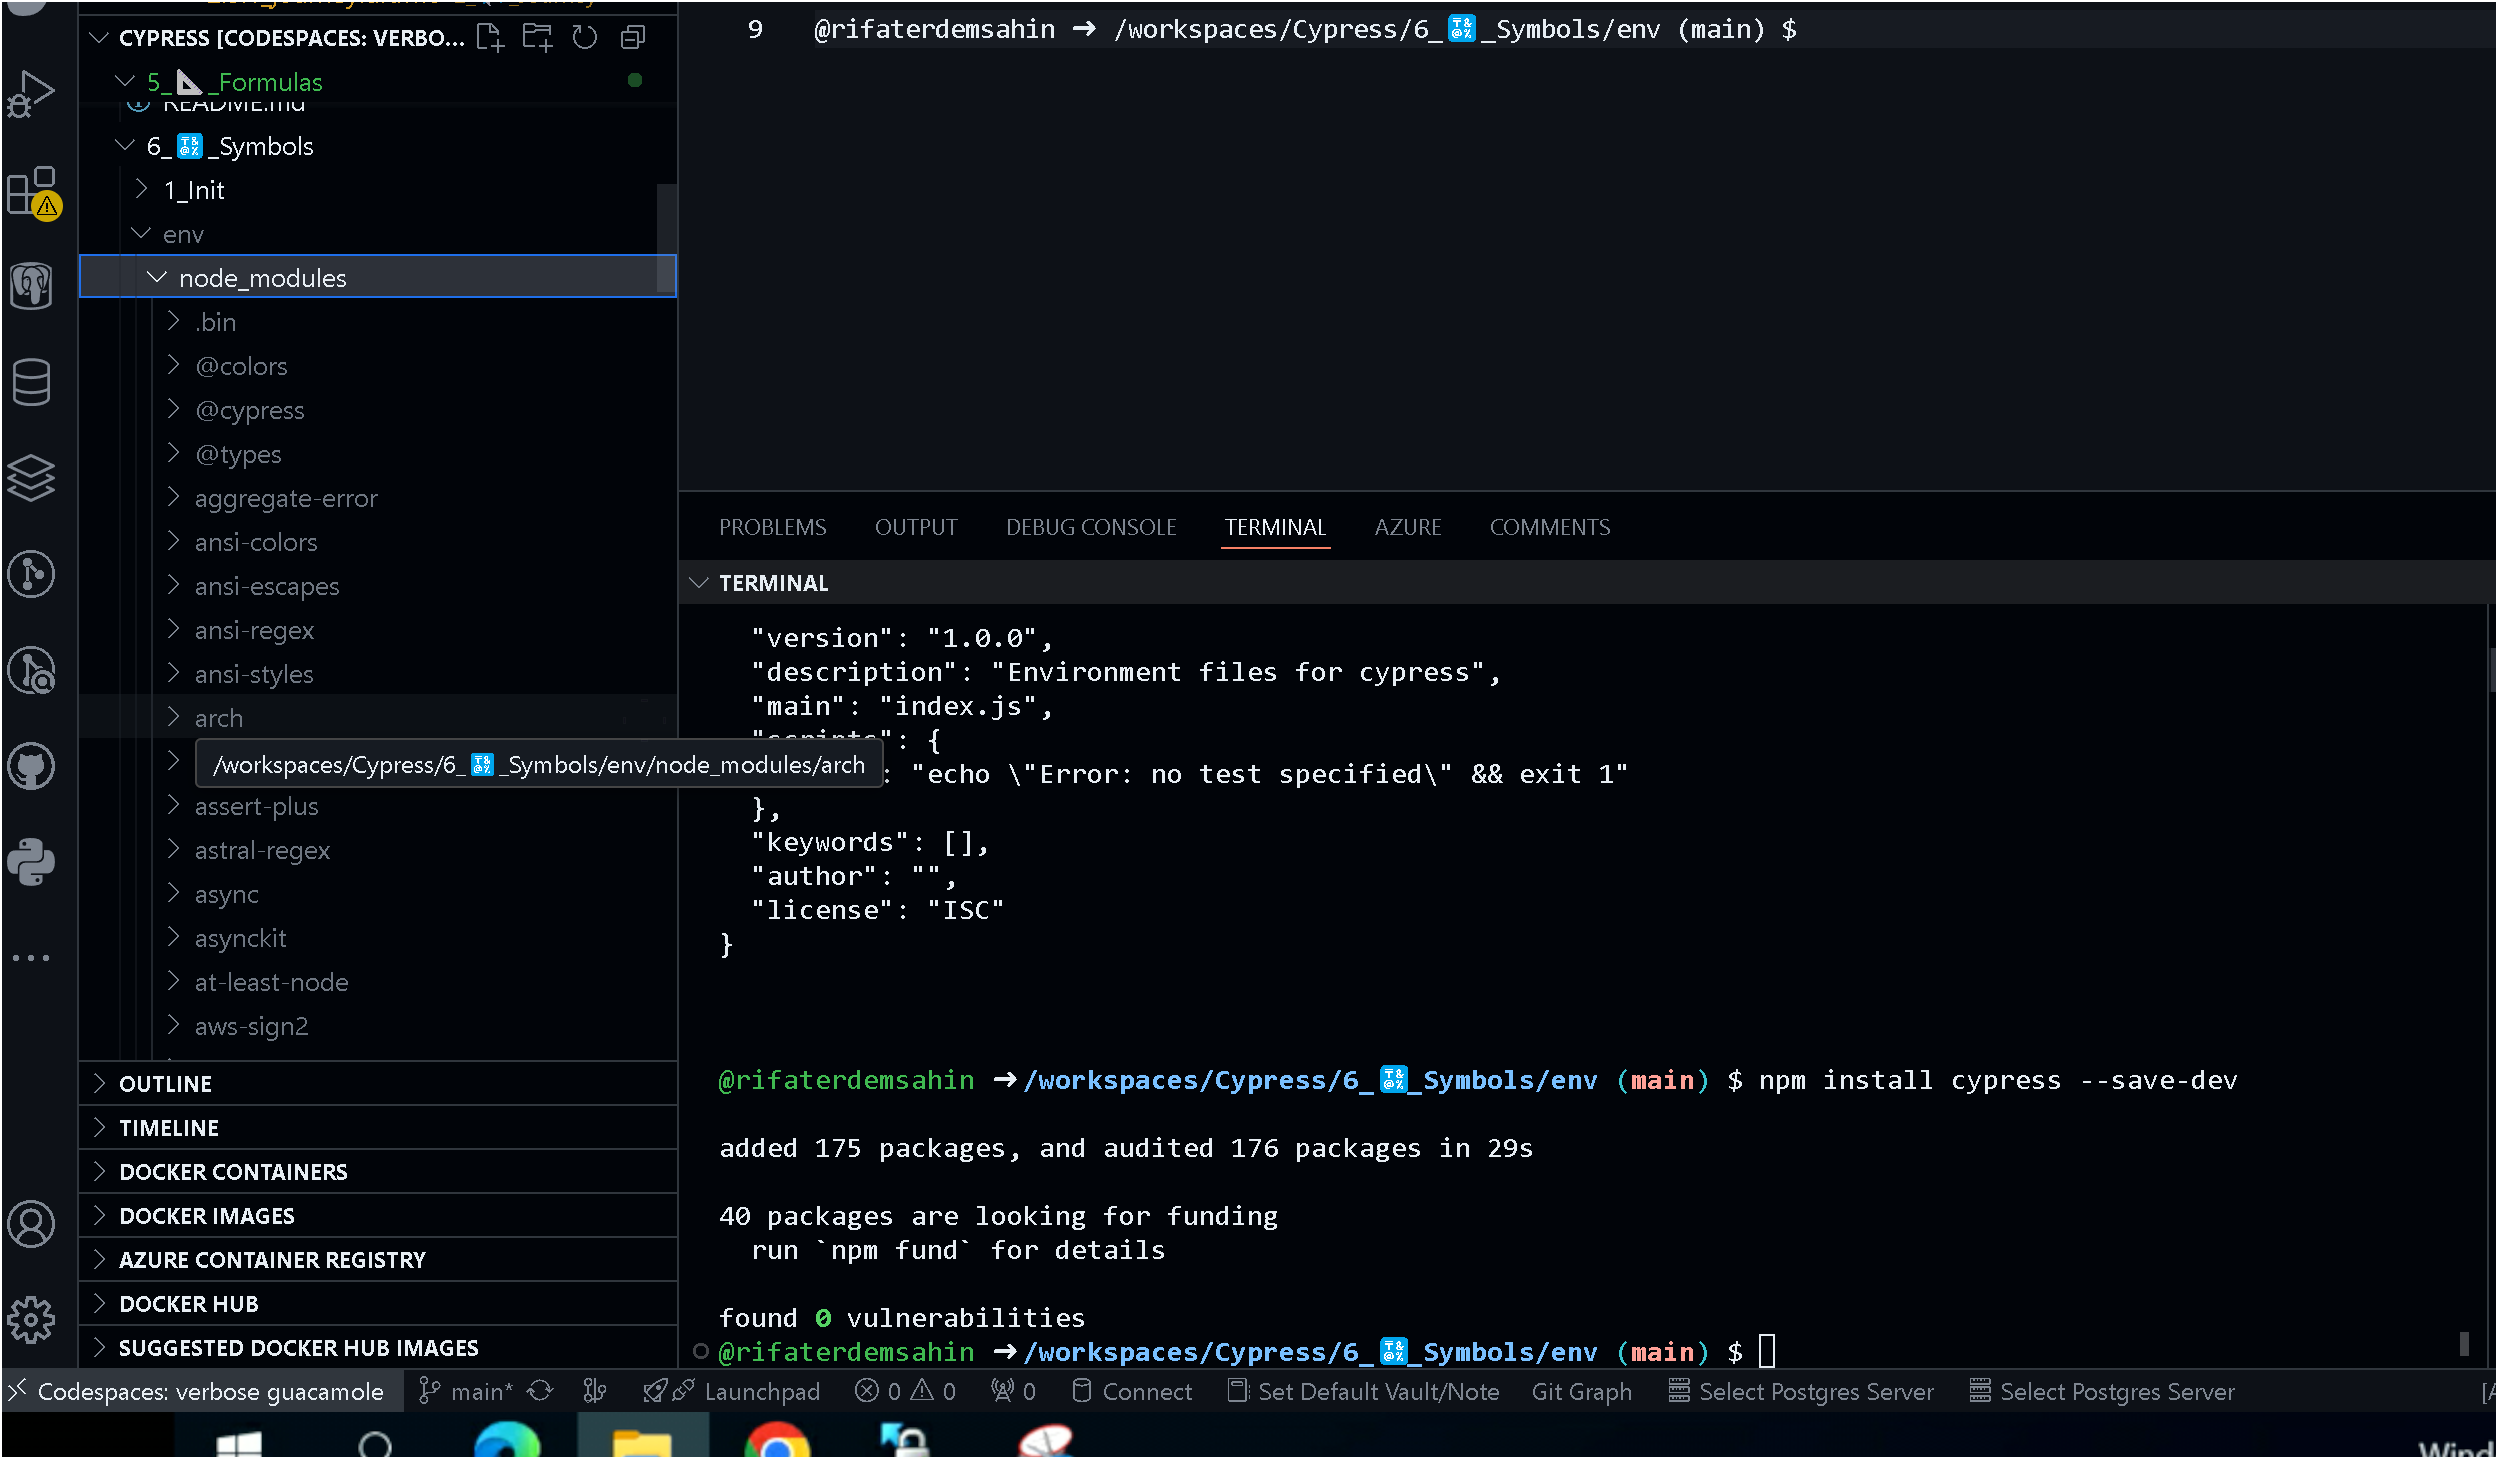 CYPRESS [CODESPACES: VERBO...
5_📐_Formulas
README.md
6_🔣_Symbols
1_Init
env
node_modules
.bin
@colors
@cypress
@types
aggregate-error
ansi-colors
ansi-escapes
ansi-regex
ansi-styles
arch
/workspaces/Cypress/6_🔣_Symbols/env/node_modules/arch
assert-plus
astral-regex
async
asynckit
at-least-node
aws-sign2
OUTLINE
TIMELINE
DOCKER CONTAINERS
DOCKER IMAGES
AZURE CONTAINER REGISTRY
DOCKER HUB
SUGGESTED DOCKER HUB IMAGES
9 @rifaterdemsahin ➜ /workspaces/Cypress/6_🔣_Symbols/env (main) $
PROBLEMS OUTPUT DEBUG CONSOLE TERMINAL AZURE COMMENTS
TERMINAL
"version": "1.0.0",
"description": "Environment files for cypress",
"main": "index.js",
"scripts": {
: "echo \"Error: no test specified\" && exit 1"
},
"keywords": [],
"author": "",
"license": "ISC"
}
@rifaterdemsahin ➜/workspaces/Cypress/6_🔣_Symbols/env (main) $ npm install cypress --save-dev
added 175 packages, and audited 176 packages in 29s
40 packages are looking for funding
run `npm fund` for details
found 0 vulnerabilities
@rifaterdemsahin ➜/workspaces/Cypress/6_🔣_Symbols/env (main) $
Codespaces: verbose guacamole main* Launchpad 0 0 0 Connect Set Default Vault/Note Git Graph Select Postgres Server Select Postgres Server